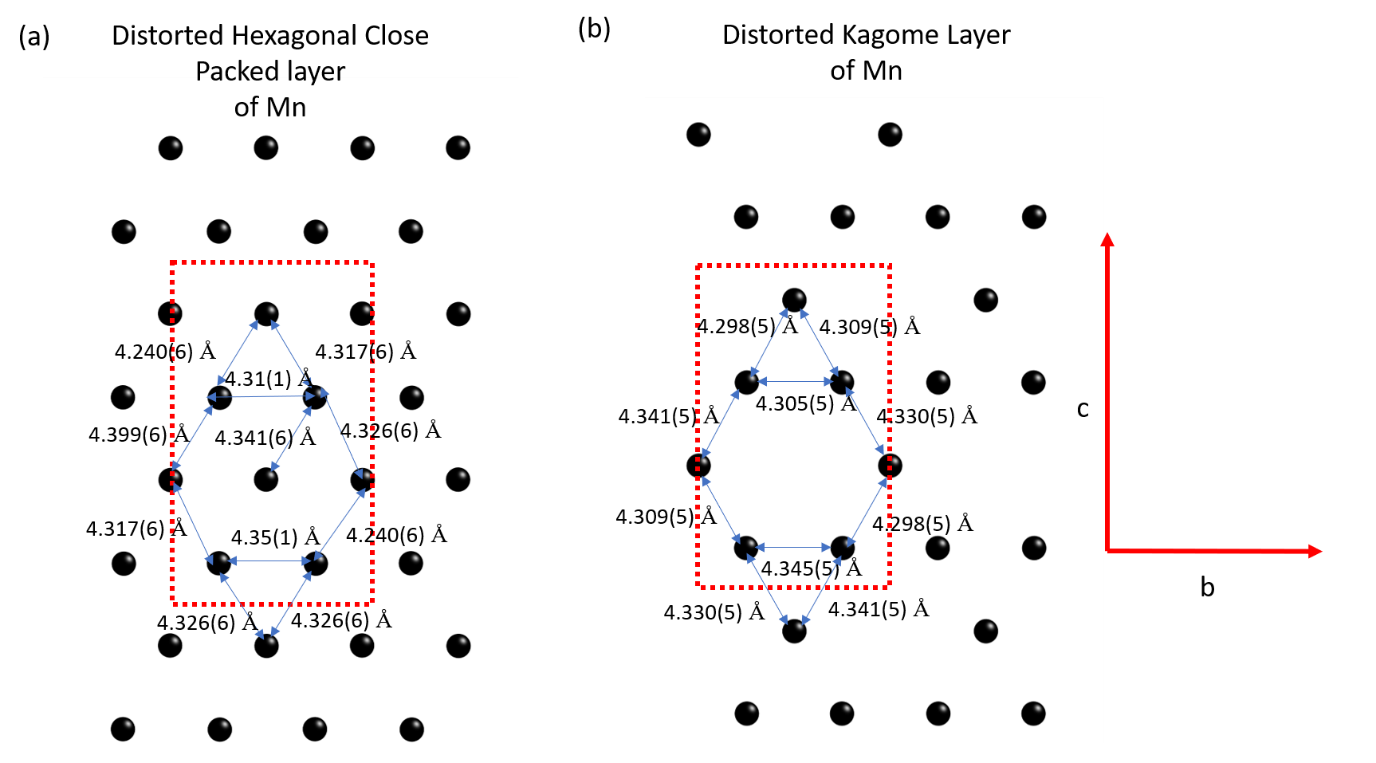 (a)
Distorted Hexagonal Close
Packed layer
of Mn
4.240(6) Å
4.317(6) Å
4.31(1) Å
4.399(6) Å
4.341(6) Å
4.326(6) Å
4.317(6) Å
4.35(1) Å
4.240(6) Å
4.326(6) Å
4.326(6) Å
(b)
Distorted Kagome Layer
of Mn
4.298(5) Å
4.309(5) Å
4.305(5) Å
4.341(5) Å
4.330(5) Å
4.309(5) Å
4.298(5) Å
4.345(5) Å
4.330(5) Å
4.341(5) Å
c
b